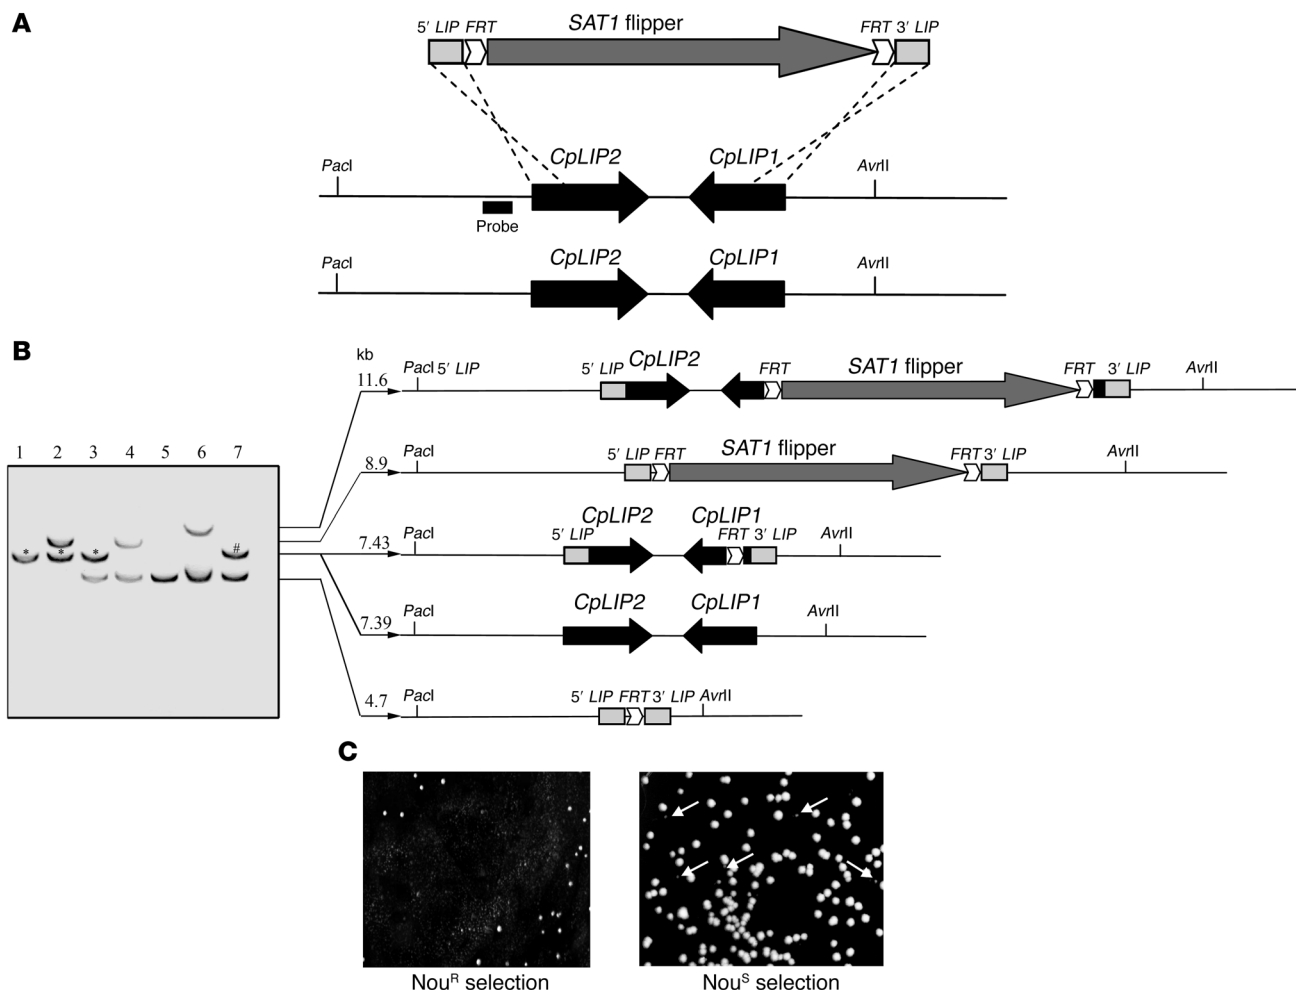 A
5′ LIP FRT SAT1 flipper FRT 3′ LIP
PacI CpLIP2 CpLIP1 AvrII
Probe
PacI CpLIP2 CpLIP1 AvrII
B
kb
11.6 PacI 5′ LIP 5′ LIP CpLIP2 FRT SAT1 flipper FRT 3′ LIP AvrII
1 2 3 4 5 6 7
8.9 PacI 5′ LIP FRT SAT1 flipper FRT 3′ LIP AvrII
* * * #
7.43 PacI 5′ LIP CpLIP2 CpLIP1 FRT 3′ LIP AvrII
7.39 PacI CpLIP2 CpLIP1 AvrII
4.7 PacI 5′ LIP FRT 3′ LIP AvrII
C
Nouᴿ selection Nouˢ selection